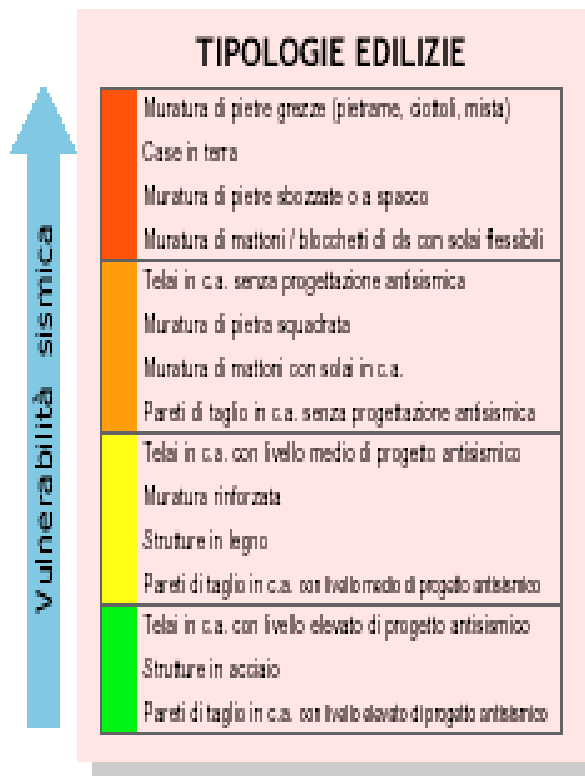 TIPOLOGIE EDILIZIE
Vulnerabilità sismica
Muratura di pietre grezze (pietrame, ciottoli, mista)
Case in terra
Muratura di pietre sbozzate o a spacco
Muratura di mattoni / blocchetti di cls con solai flessibili
Telai in c.a. senza progettazione antisismica
Muratura di pietra squadrata
Muratura di mattoni con solai in c.a.
Pareti di taglio in c.a. senza progettazione antisismica
Telai in c.a. con livello medio di progetto antisismico
Muratura rinforzata
Strutture in legno
Pareti di taglio in c.a. con livello medio di progetto antisismico
Telai in c.a. con livello elevato di progetto antisismico
Strutture in acciaio
Pareti di taglio in c.a. con livello elevato di progetto antisismico